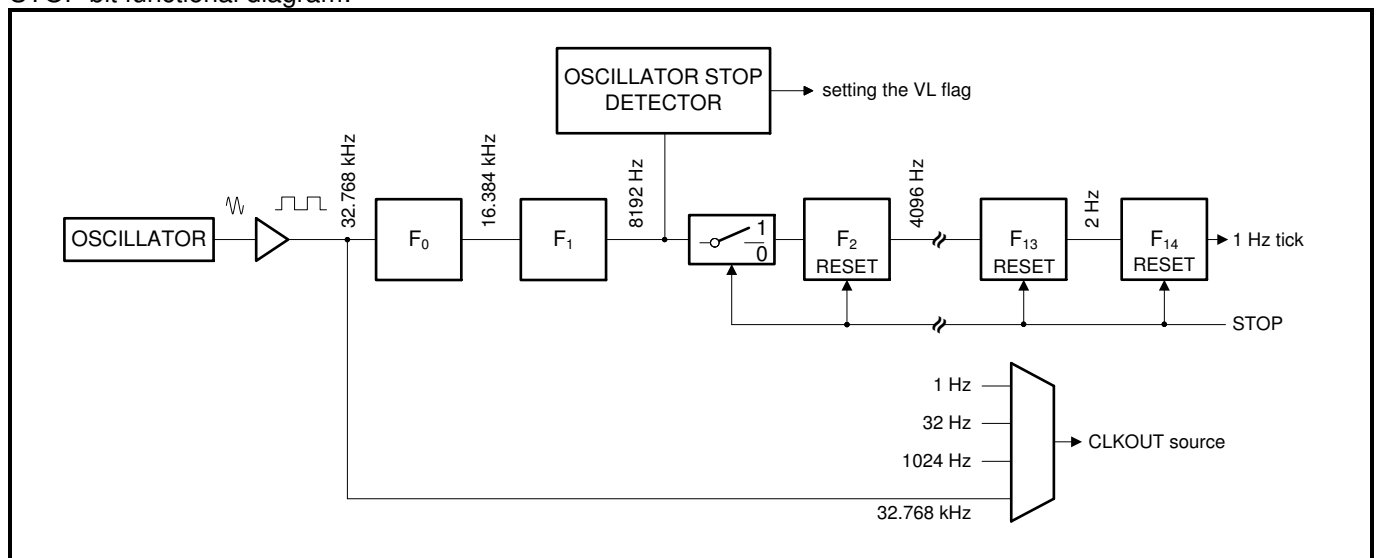 STOP bit functional diagram:
OSCILLATOR STOP
DETECTOR
setting the VL flag
32.768 kHz
16.384 kHz
8192 Hz
4096 Hz
2 Hz
OSCILLATOR
F0
F1
1
0
F2
RESET
F13
RESET
F14
RESET
1 Hz tick
STOP
1 Hz
32 Hz
1024 Hz
32.768 kHz
CLKOUT source